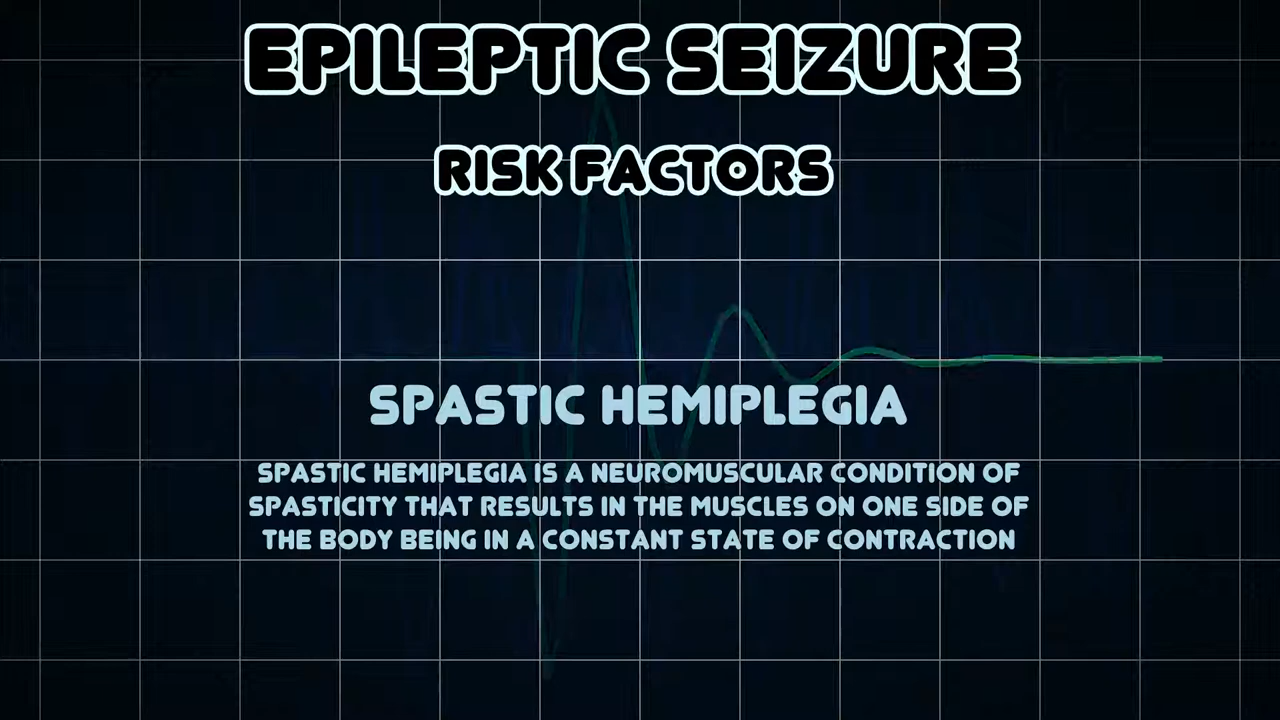 EPILEPTIC SEIZURE
RISK FACTORS
SPASTIC HEMIPLEGIA
SPASTIC HEMIPLEGIA IS A NEUROMUSCULAR CONDITION OF
SPASTICITY THAT RESULTS IN THE MUSCLES ON ONE SIDE OF
THE BODY BEING IN A CONSTANT STATE OF CONTRACTION